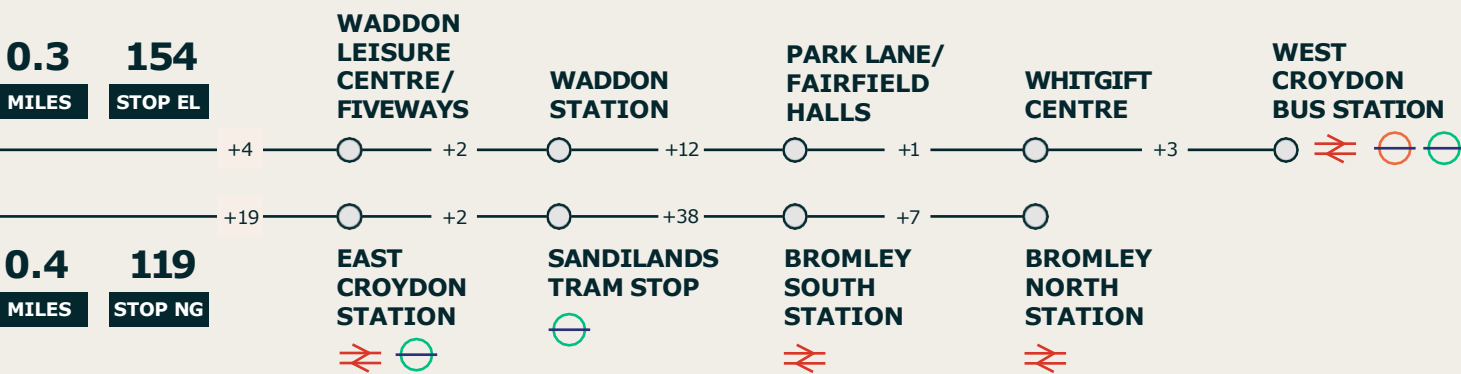 0.3
MILES
154
STOP EL
WADDON
LEISURE
CENTRE/
FIVEWAYS
WADDON
STATION
PARK LANE/
FAIRFIELD
HALLS
WHITGIFT
CENTRE
WEST
CROYDON
BUS STATION
+4
+2
+12
+1
+3
+19
+2
+38
+7
0.4
MILES
119
STOP NG
EAST
CROYDON
STATION
SANDILANDS
TRAM STOP
BROMLEY
SOUTH
STATION
BROMLEY
NORTH
STATION